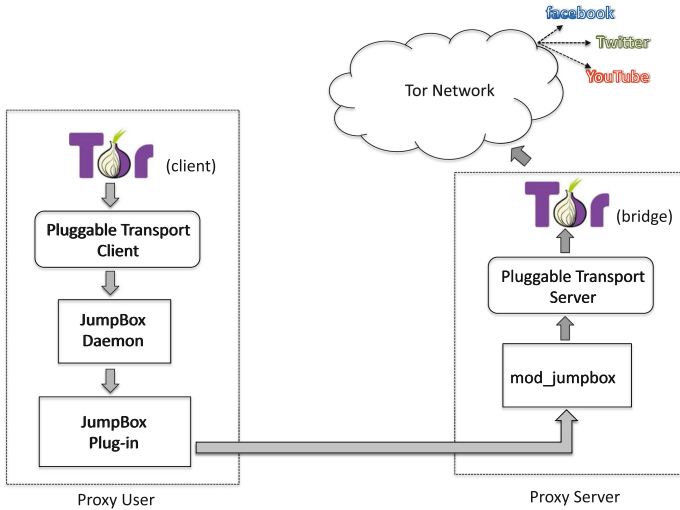 facebook
Twitter
YouTube
Tor Network
Tor (client)
Pluggable Transport
Client
JumpBox
Daemon
JumpBox
Plug-in
Proxy User
Tor (bridge)
Pluggable Transport
Server
mod_jumpbox
Proxy Server